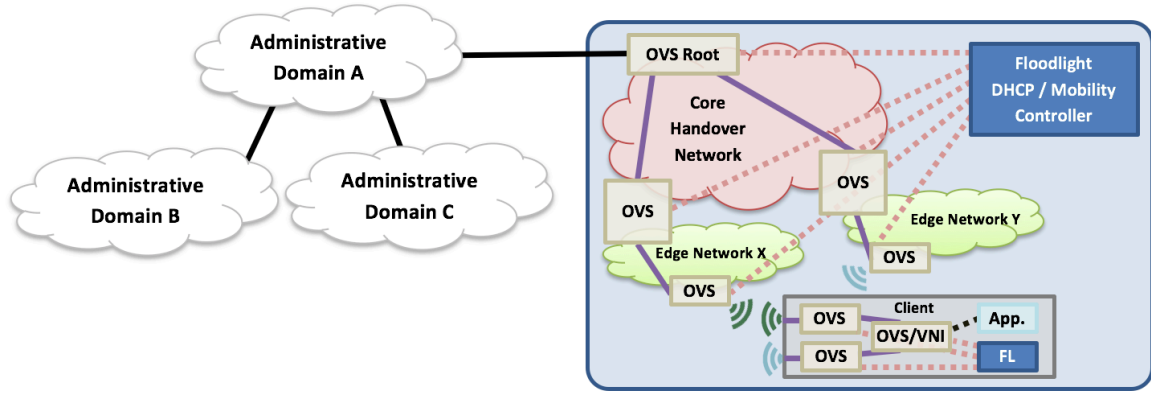 Administrative
Domain A
Administrative
Domain B
Administrative
Domain C
OVS Root
Core
Handover
Network
Floodlight
DHCP / Mobility
Controller
OVS
OVS
Edge Network X
OVS
Edge Network Y
OVS
Client
OVS
OVS/VNI
OVS
App.
FL